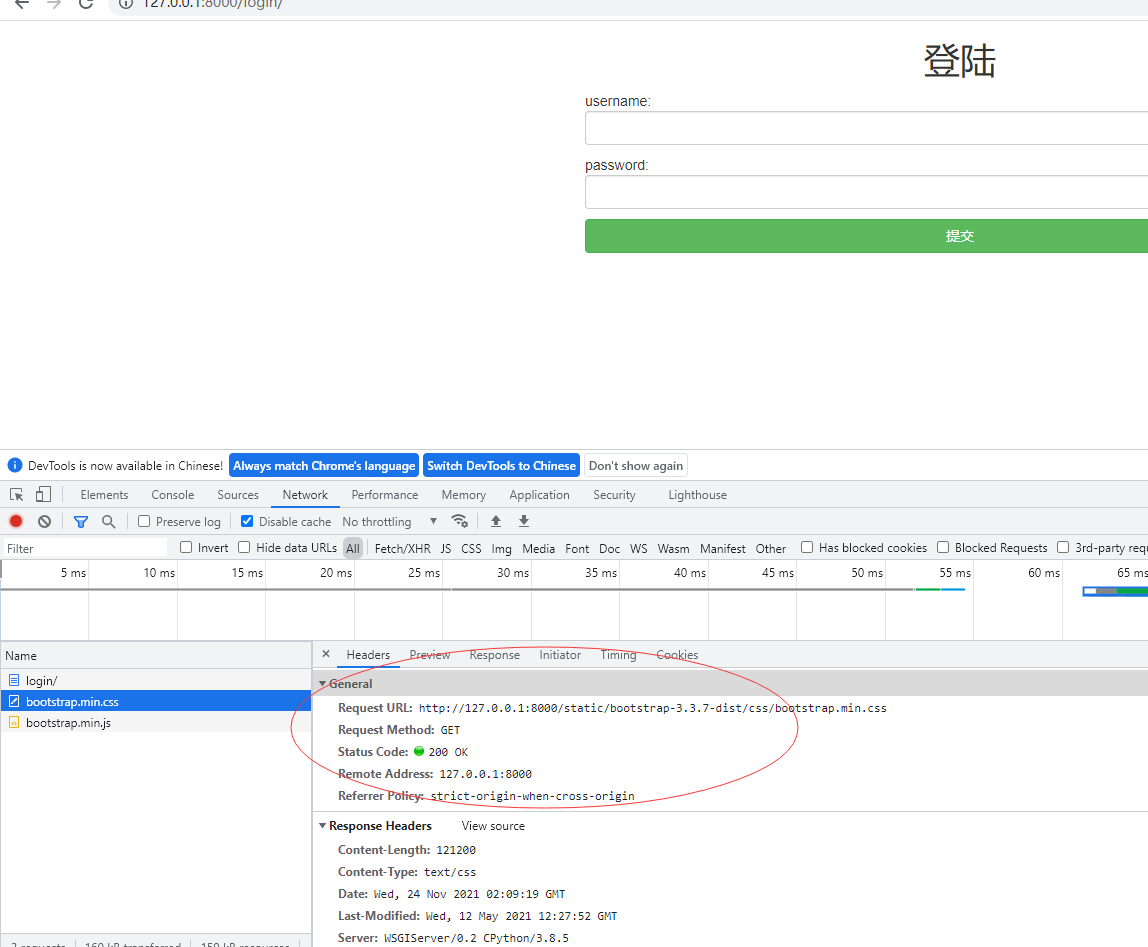 127.0.0.1:8000/login/
登陆
username:
password:
提交
DevTools is now available in Chinese! Always match Chrome's language Switch DevTools to Chinese Don't show again
Elements Console Sources Network Performance Memory Application Security Lighthouse
Preserve log Disable cache No throttling
Filter Invert Hide data URLs All Fetch/XHR JS CSS Img Media Font Doc WS Wasm Manifest Other Has blocked cookies Blocked Requests 3rd-party
5 ms 10 ms 15 ms 20 ms 25 ms 30 ms 35 ms 40 ms 45 ms 50 ms 55 ms 60 ms 65 ms
Name Headers Preview Response Initiator Timing Cookies
login/
bootstrap.min.css
bootstrap.min.js
General
Request URL: http://127.0.0.1:8000/static/bootstrap-3.3.7-dist/css/bootstrap.min.css
Request Method: GET
Status Code: 200 OK
Remote Address: 127.0.0.1:8000
Referrer Policy: strict-origin-when-cross-origin
Response Headers View source
Content-Length: 121200
Content-Type: text/css
Date: Wed, 24 Nov 2021 02:09:19 GMT
Last-Modified: Wed, 12 May 2021 12:27:52 GMT
Server: WSGIServer/0.2 CPython/3.8.5
3 requests 160 kB transferred 159 kB resources